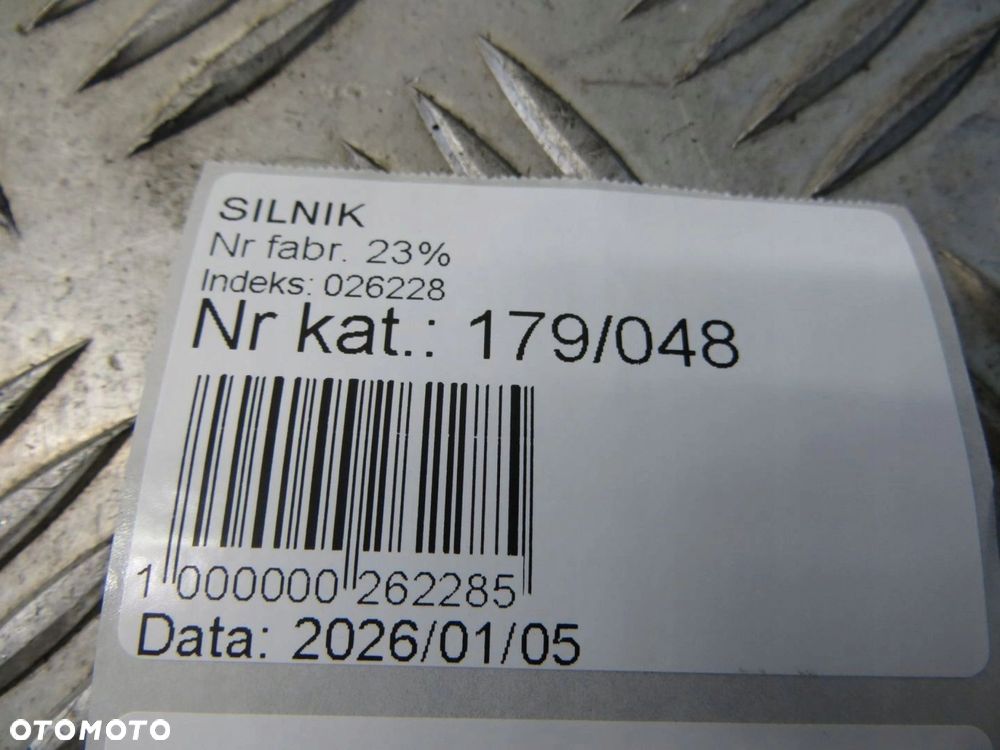 SILNIK
Nr fabr. 23%
Indeks: 026228
Nr kat.: 179/048
1 000000 262285
Data: 2026/01/05
OTOMOTO